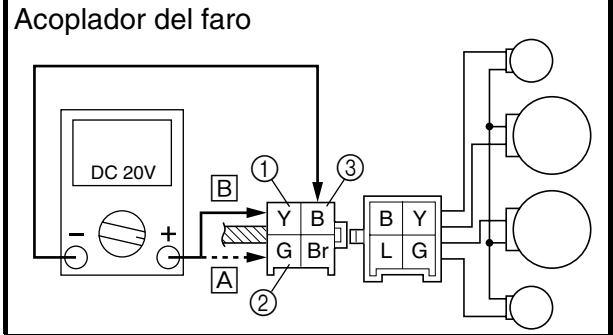 Acoplador del faro
DC 20V
− +
B
A
① ③
②
Y B
G Br
B Y
L G